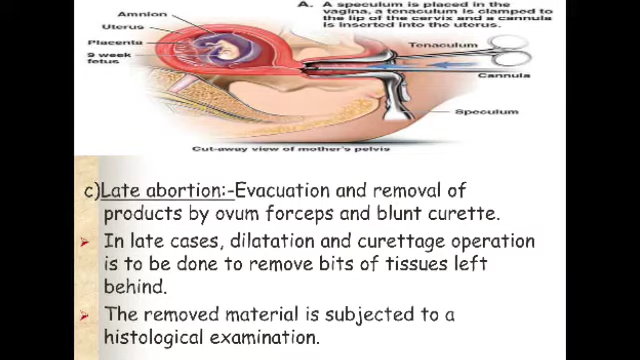 A. A speculum is placed in the
vagina, a tenaculum is clamped to
the lip of the cervix and a cannula
is inserted into the uterus.
Amnion
Uterus
Placenta
9 week
fetus
Tenaculum
Cannula
Speculum
Cut-away view of mother's pelvis
c)Late abortion:-Evacuation and removal of
products by ovum forceps and blunt curette.
In late cases, dilatation and curettage operation
is to be done to remove bits of tissues left
behind.
The removed material is subjected to a
histological examination.